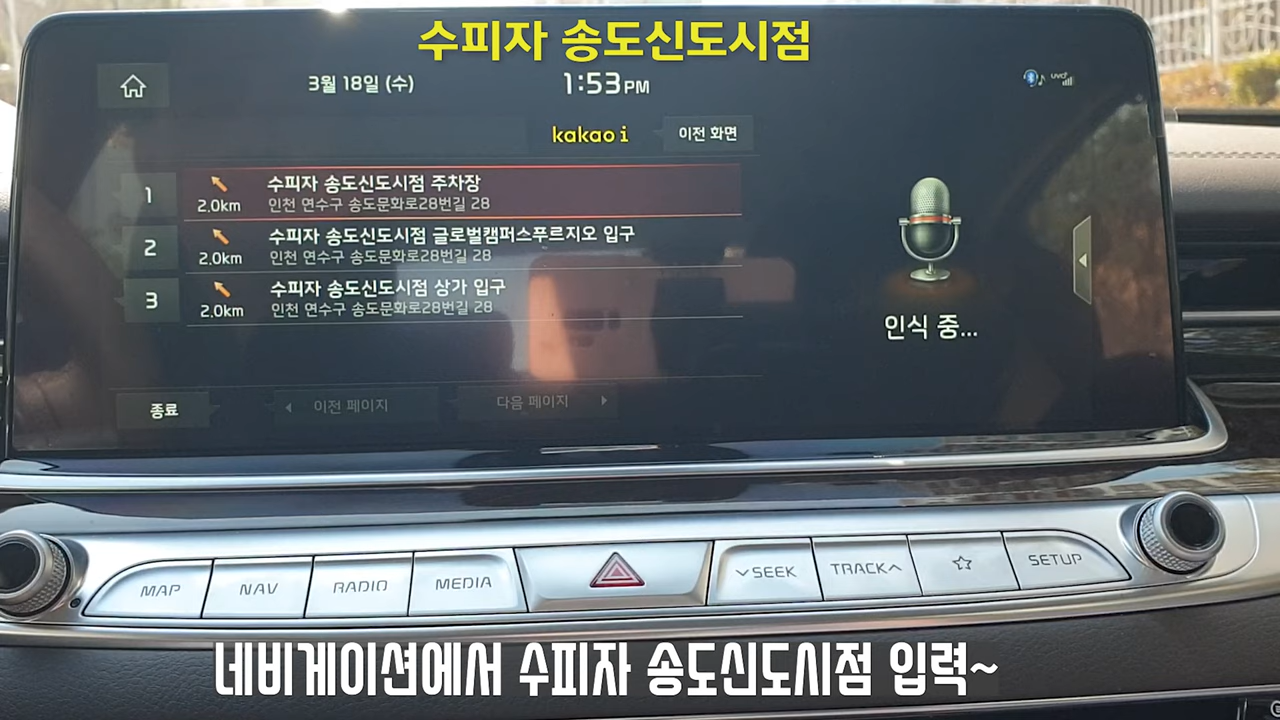 수피자 송도신도시점
3월 18일 (수)
1:53PM
kakao i
이전 화면
1
2.0km
수피자 송도신도시점 주차장
인천 연수구 송도문화로28번길 28
2
2.0km
수피자 송도신도시점 글로벌캠퍼스푸르지오 입구
인천 연수구 송도문화로28번길 28
3
2.0km
수피자 송도신도시점 상가 입구
인천 연수구 송도문화로28번길 28
인식 중...
종료
이전 페이지
다음 페이지
MAP
NAV
RADIO
MEDIA
SEEK
TRACK
SETUP
네비게이션에서 수피자 송도신도시점 입력~